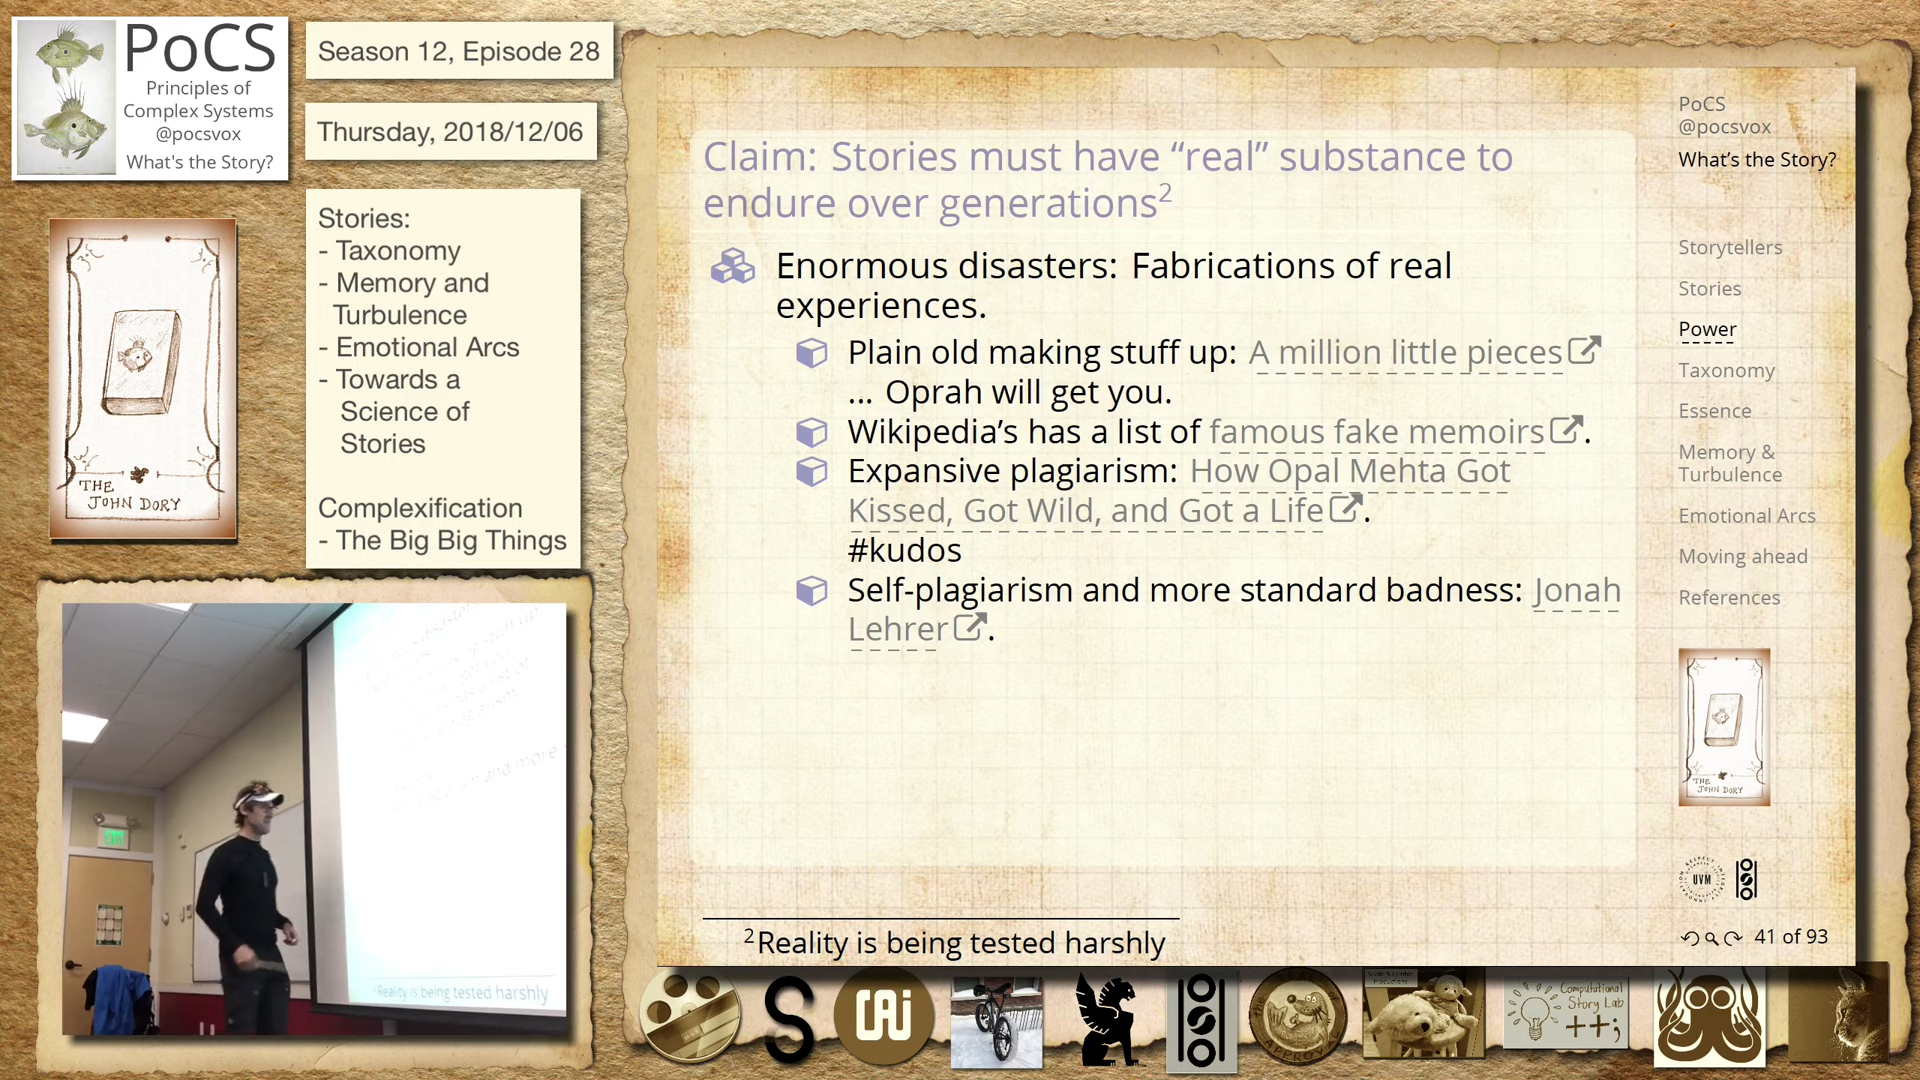 PoCS
Principles of
Complex Systems
@pocsvox
What's the Story?
Season 12, Episode 28
Thursday, 2018/12/06
THE
JOHN DORY
Stories:
- Taxonomy
- Memory and
Turbulence
- Emotional Arcs
- Towards a
Science of
Stories
Complexification
- The Big Big Things
Claim: Stories must have “real” substance to
endure over generations2
Enormous disasters: Fabrications of real
experiences.
Plain old making stuff up: A million little pieces
... Oprah will get you.
Wikipedia’s has a list of famous fake memoirs.
Expansive plagiarism: How Opal Mehta Got
Kissed, Got Wild, and Got a Life.
#kudos
Self-plagiarism and more standard badness: Jonah
Lehrer.
2Reality is being tested harshly
PoCS
@pocsvox
What’s the Story?
Storytellers
Stories
Power
Taxonomy
Essence
Memory &
Turbulence
Emotional Arcs
Moving ahead
References
THE
JOHN DORY
UVM
41 of 93
and more
Reality is being tested harshly
Computational
Story Lab
++;